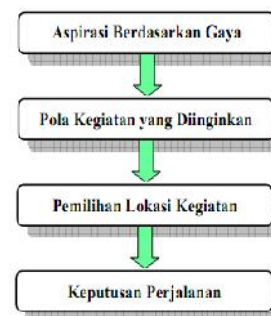 Aspirasi Berdasarkan Gaya
Pola Kegiatan yang Diinginkan
Pemilihan Lokasi Kegiatan
Keputusan Perjalanan